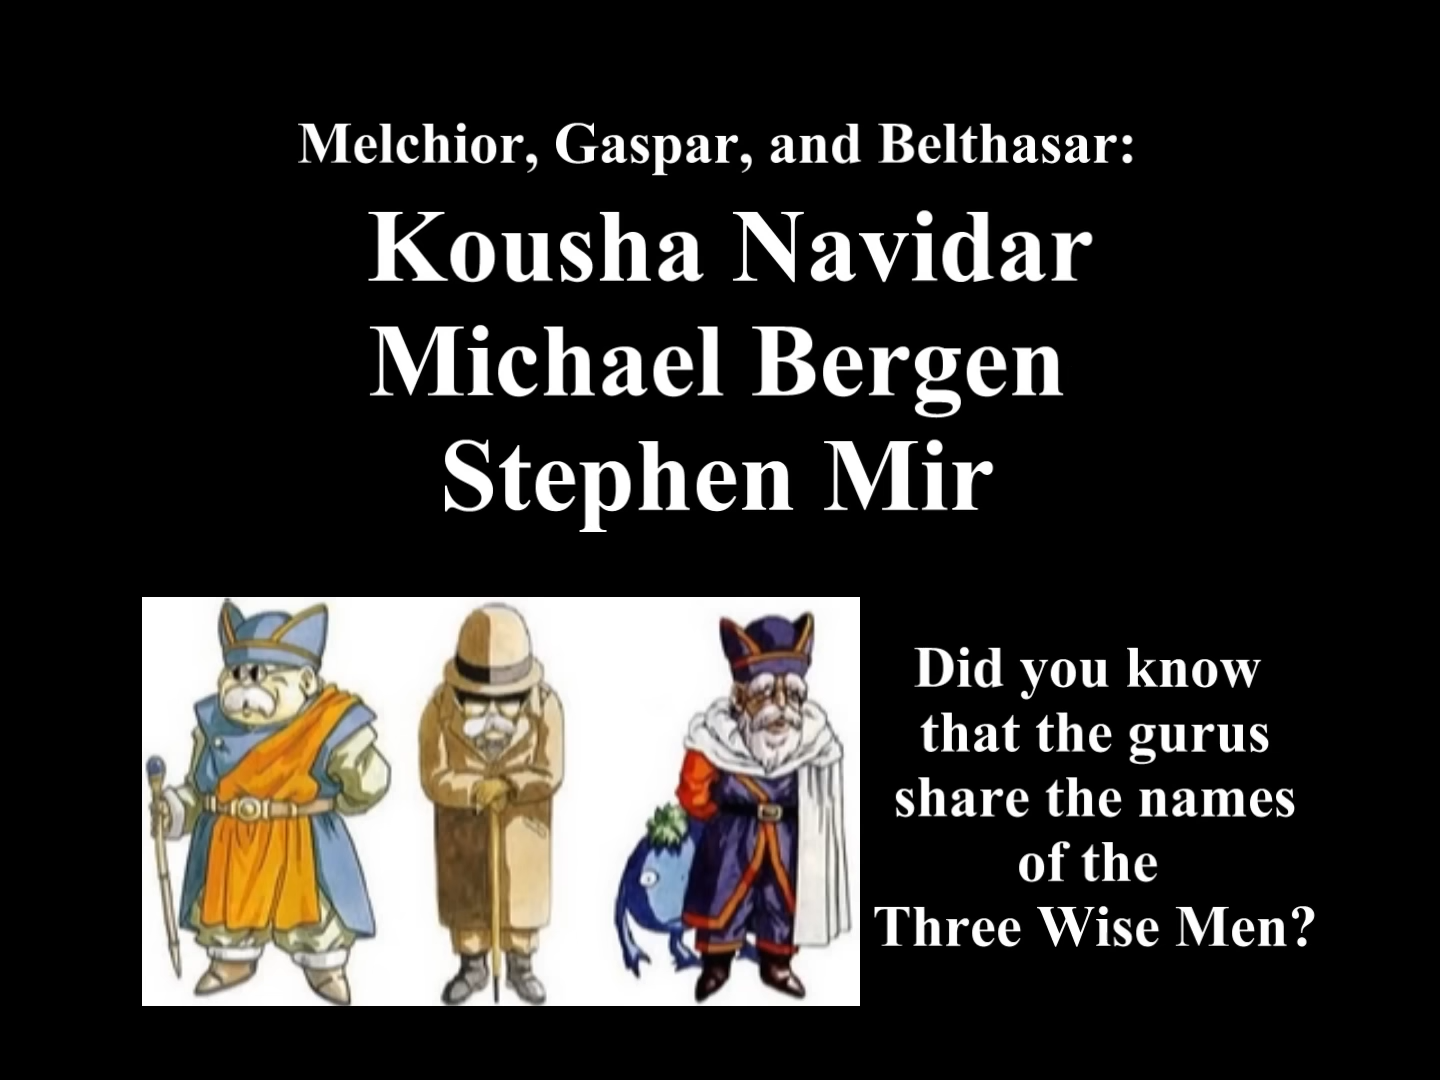 Melchior, Gaspar, and Belthasar:
Kousha Navidar
Michael Bergen
Stephen Mir
Did you know
that the gurus
share the names
of the
Three Wise Men?